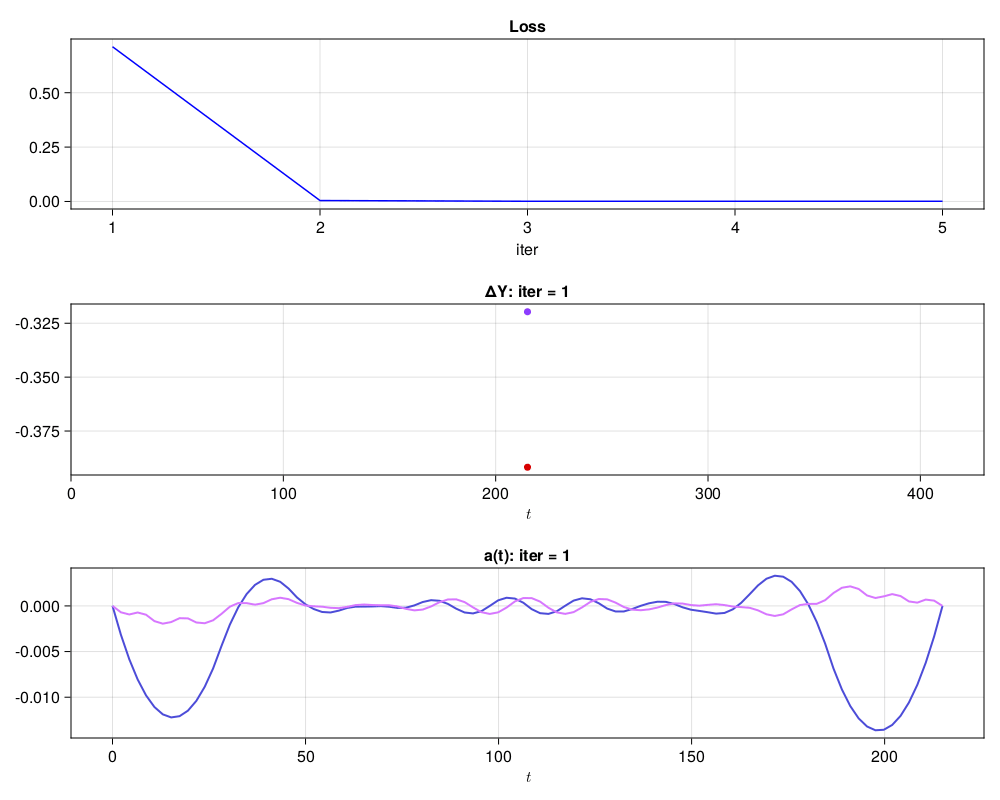 Loss
0.50
0.25
0.00
1 2 3 4 5
iter
ΔY: iter = 1
-0.325
-0.350
-0.375
0 100 200 300 400
t
a(t): iter = 1
0.000
-0.005
-0.010
0 50 100 150 200
t